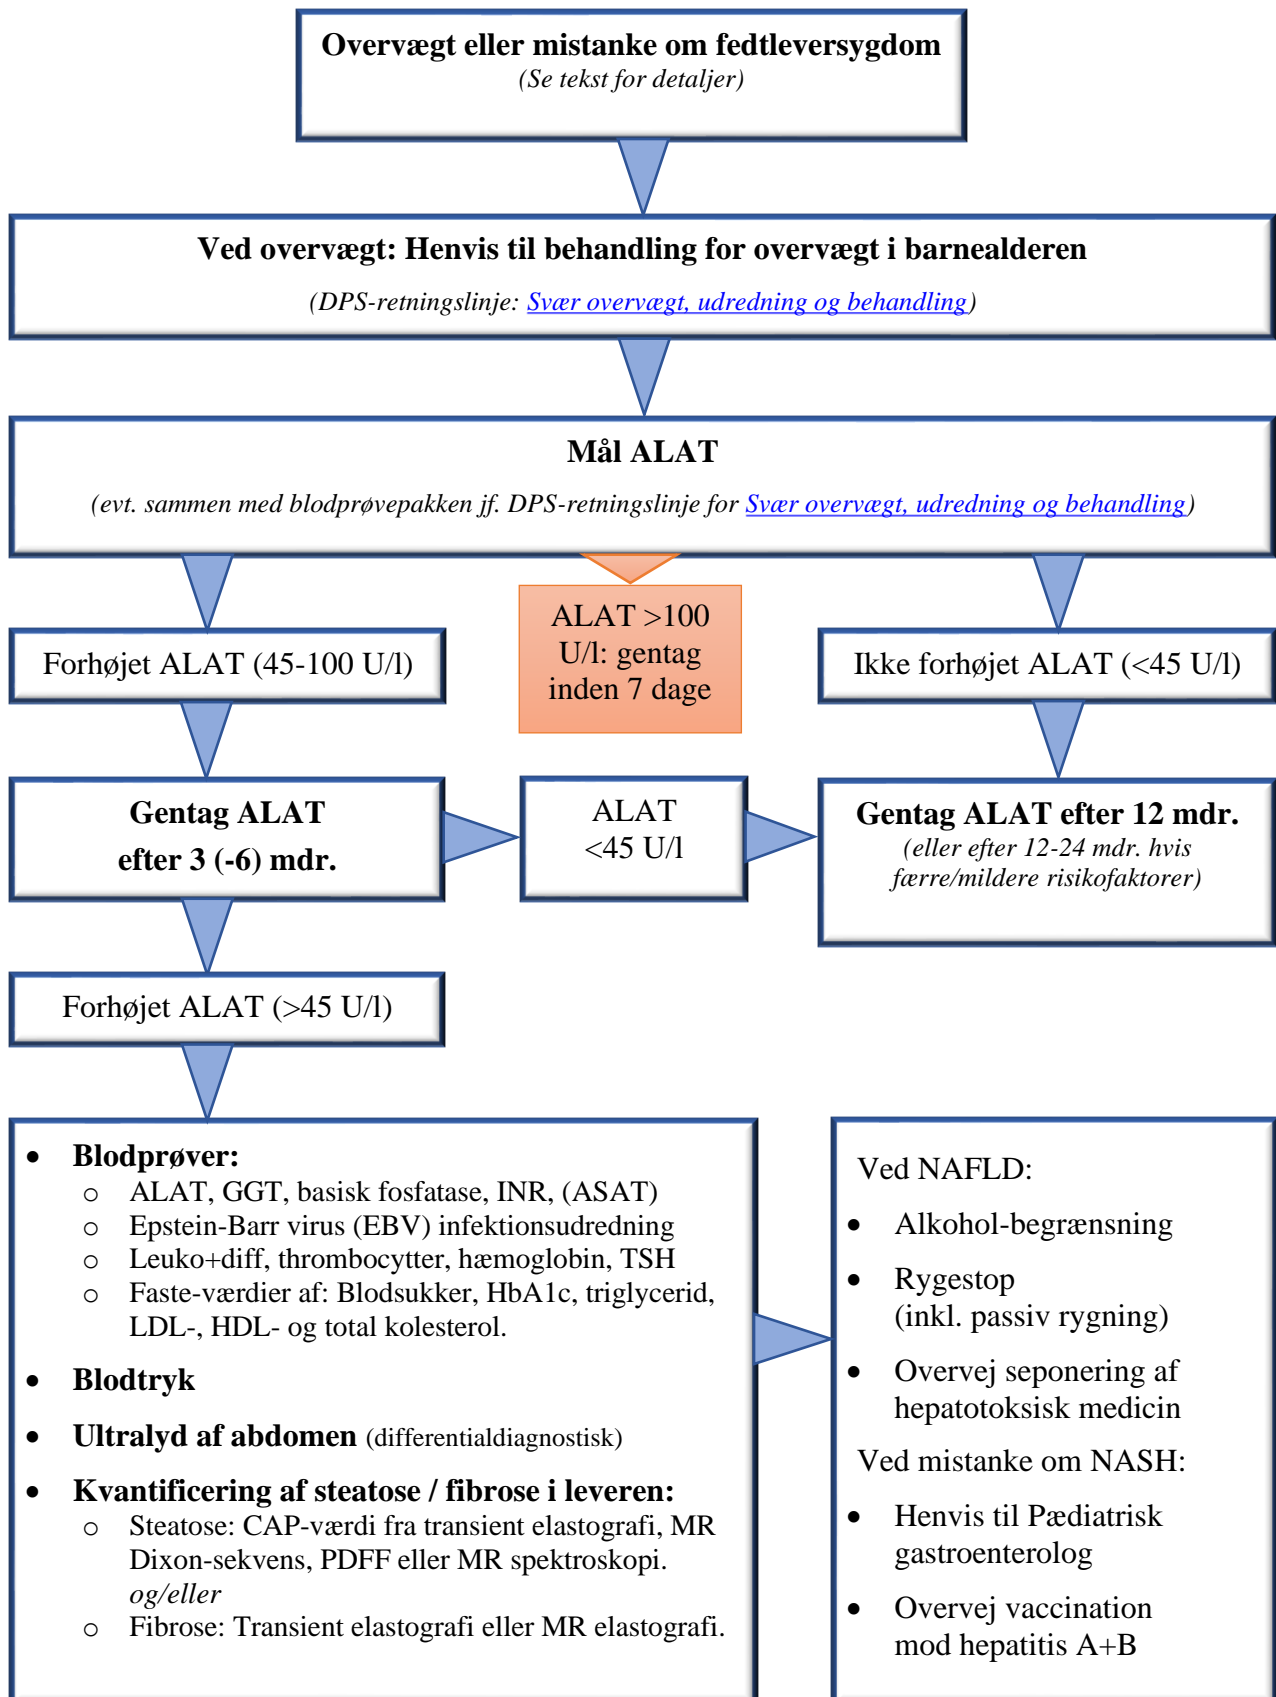 Overvægt eller mistanke om fedtleversygdom
(Se tekst for detaljer)
Ved overvægt: Henvis til behandling for overvægt i barnealderen
(DPS-retningslinje: Svær overvægt, udredning og behandling)
Mål ALAT
(evt. sammen med blodprøvepakken jf. DPS-retningslinje for Svær overvægt, udredning og behandling)
Forhøjet ALAT (45-100 U/l)
ALAT >100
U/l: gentag
inden 7 dage
Ikke forhøjet ALAT (<45 U/l)
Gentag ALAT
efter 3 (-6) mdr.
ALAT
<45 U/l
Gentag ALAT efter 12 mdr.
(eller efter 12-24 mdr. hvis
færre/mildere risikofaktorer)
Forhøjet ALAT (>45 U/l)
• Blodprøver:
o ALAT, GGT, basisk fosfatase, INR, (ASAT)
o Epstein-Barr virus (EBV) infektionsudredning
o Leuko+diff, thrombocytter, hæmoglobin, TSH
o Faste-værdier af: Blodsukker, HbA1c, triglycerid,
LDL-, HDL- og total kolesterol.
• Blodtryk
• Ultralyd af abdomen (differentialdiagnostisk)
• Kvantificering af steatose / fibrose i leveren:
o Steatose: CAP-værdi fra transient elastografi, MR
Dixon-sekvens, PDFF eller MR spektroskopi.
og/eller
o Fibrose: Transient elastografi eller MR elastografi.
Ved NAFLD:
• Alkohol-begrænsning
• Rygestop
(inkl. passiv rygning)
• Overvej seponering af
hepatotoksisk medicin
Ved mistanke om NASH:
• Henvis til Pædiatrisk
gastroenterolog
• Overvej vaccination
mod hepatitis A+B